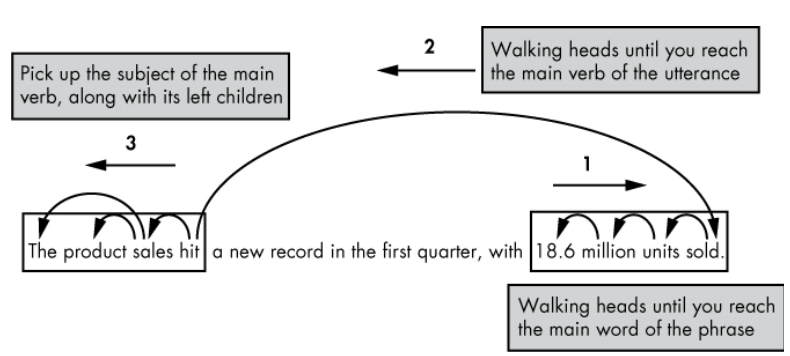 2
Walking heads until you reach
the main verb of the utterance
Pick up the subject of the main
verb, along with its left children
3
1
The product sales hit a new record in the first quarter, with 18.6 million units sold.
Walking heads until you reach
the main word of the phrase